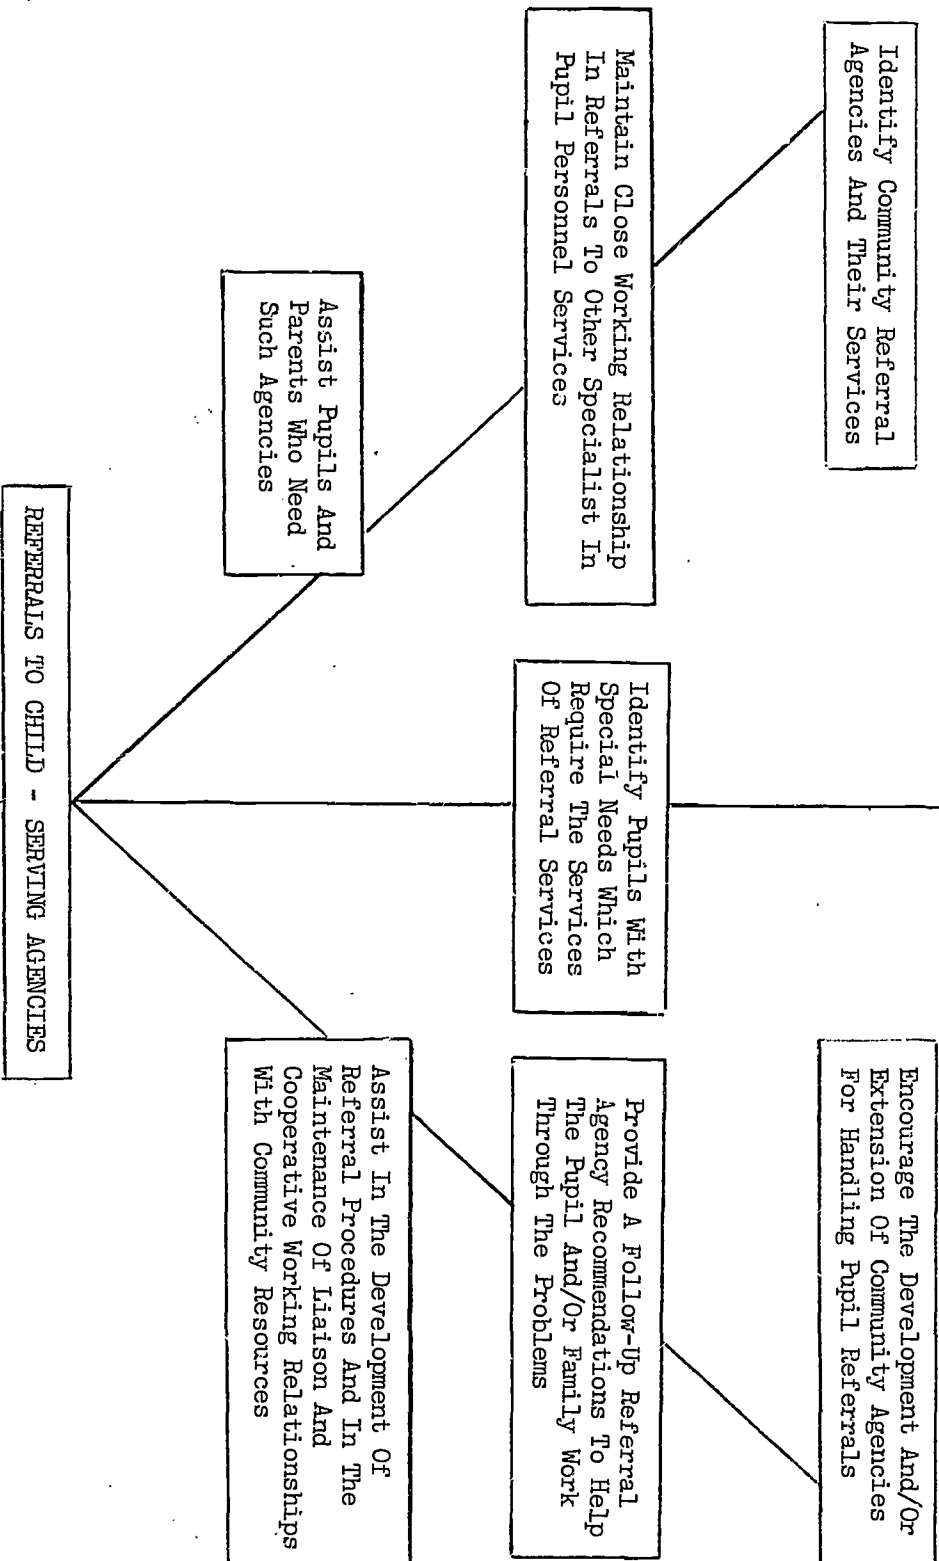 Identify Community Referral
Agencies And Their Services
Encourage The Development And/Or
Extension Of Community Agencies
For Handling Pupil Referrals
Maintain Close Working Relationship
In Referrals To Other Specialist In
Pupil Personnel Services
Identify Pupils With
Special Needs Which
Require The Services
Of Referral Services
Provide A Follow-Up Referral
Agency Recommendations To Help
The Pupil And/Or Family Work
Through The Problems
Assist Pupils And
Parents Who Need
Such Agencies
Assist In The Development Of
Referral Procedures And In The
Maintenance Of Liaison And
Cooperative Working Relationships
With Community Resources
REFERRALS TO CHILD - SERVING AGENCIES